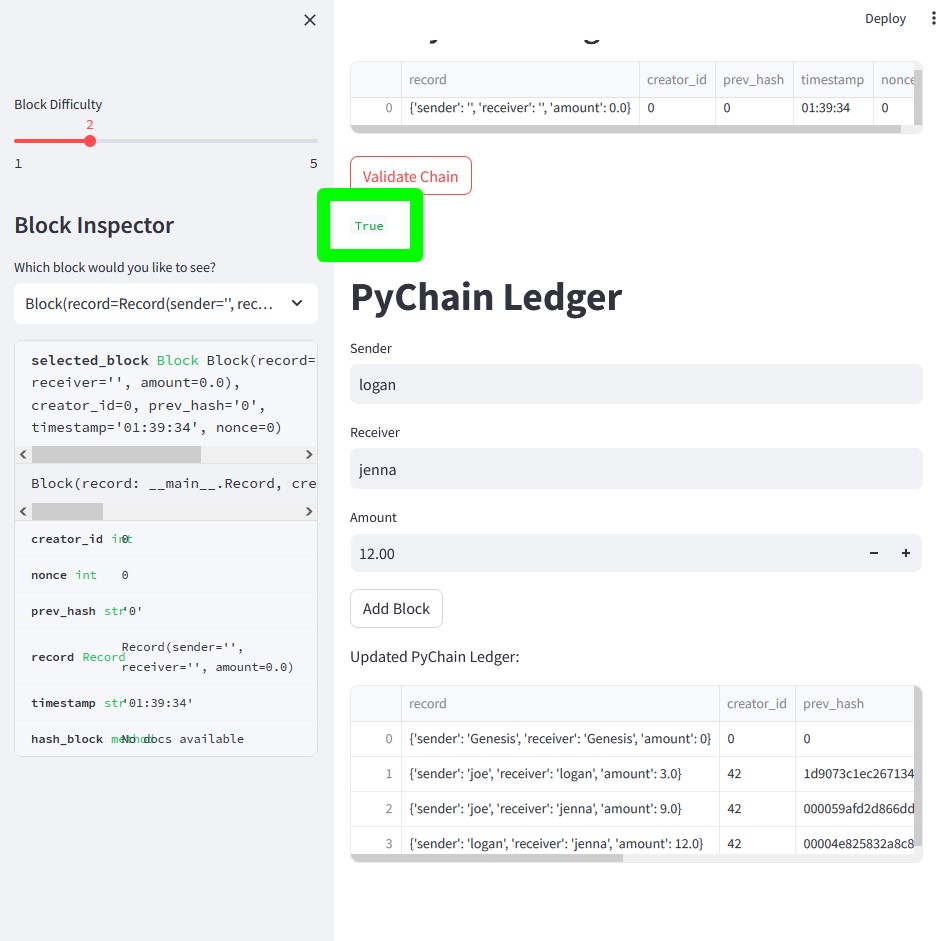 Deploy
Block Difficulty
2
1 5
Block Inspector
Which block would you like to see?
Block(record=Record(sender='', rec...
selected_block Block Block(record=
receiver='', amount=0.0),
creator_id=0, prev_hash='0',
timestamp='01:39:34', nonce=0)
Block(record: __main__.Record, cre
creator_id int 0
nonce int 0
prev_hash str '0'
record Record Record(sender='',
receiver='', amount=0.0)
timestamp str '01:39:34'
hash_block method No docs available
record creator_id prev_hash timestamp nonce
0 {'sender': '', 'receiver': '', 'amount': 0.0} 0 0 01:39:34 0
Validate Chain
True
PyChain Ledger
Sender
logan
Receiver
jenna
Amount
12.00 − +
Add Block
Updated PyChain Ledger:
record creator_id prev_hash
0 {'sender': 'Genesis', 'receiver': 'Genesis', 'amount': 0} 0 0
1 {'sender': 'joe', 'receiver': 'logan', 'amount': 3.0} 42 1d9073c1ec267134
2 {'sender': 'joe', 'receiver': 'jenna', 'amount': 9.0} 42 000059afd2d866dd
3 {'sender': 'logan', 'receiver': 'jenna', 'amount': 12.0} 42 00004e825832a8c8